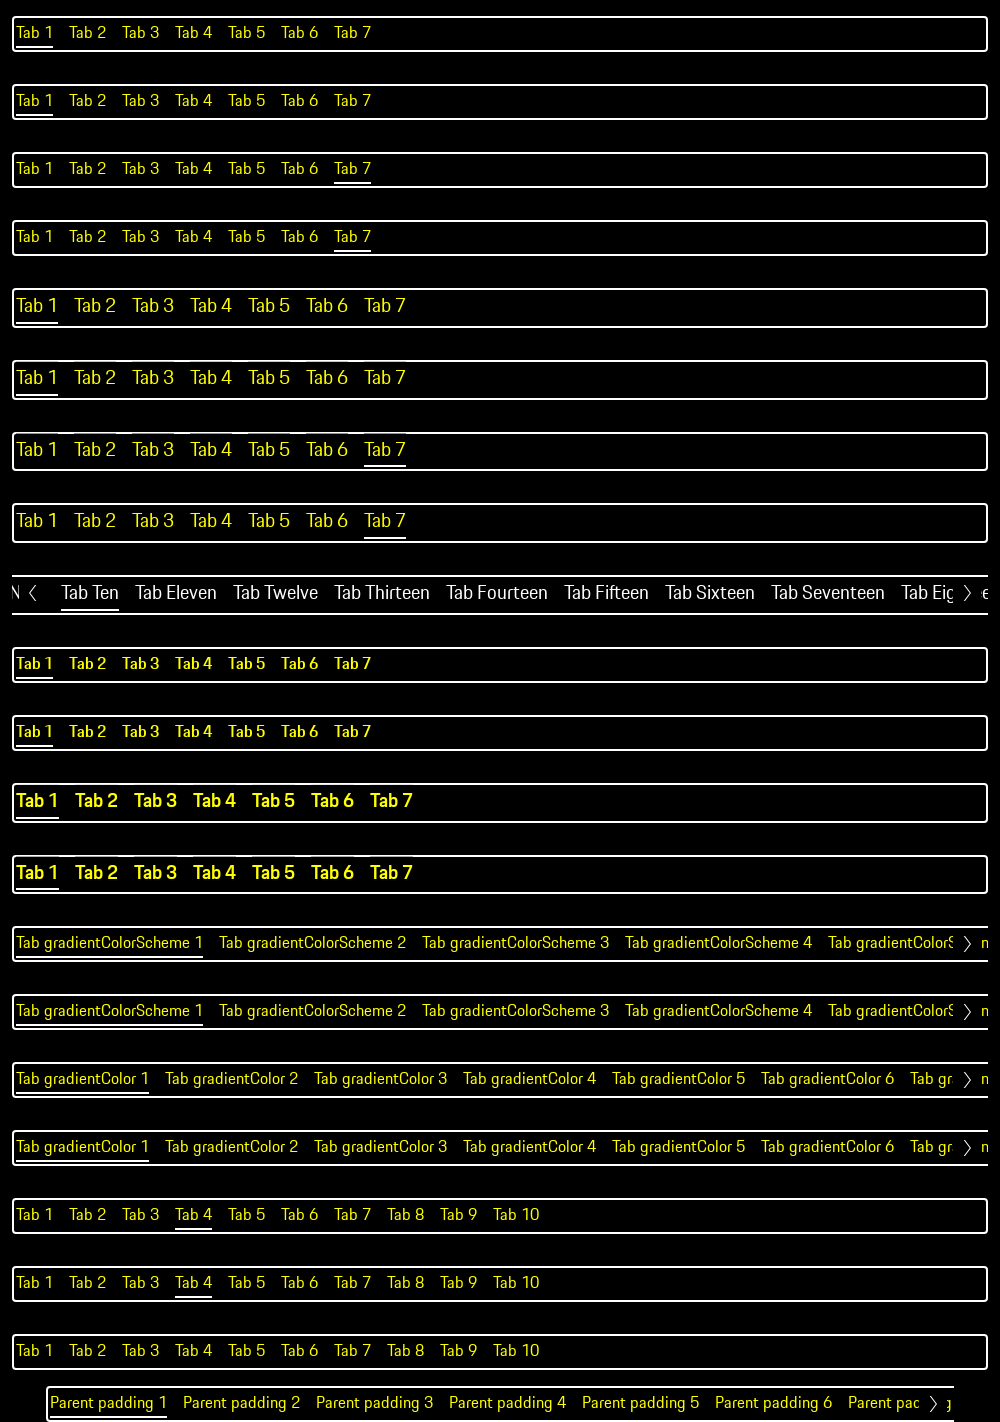 Tab 1 Tab 2 Tab 3 Tab 4 Tab 5 Tab 6 Tab 7
Tab 1 Tab 2 Tab 3 Tab 4 Tab 5 Tab 6 Tab 7
Tab 1 Tab 2 Tab 3 Tab 4 Tab 5 Tab 6 Tab 7
Tab 1 Tab 2 Tab 3 Tab 4 Tab 5 Tab 6 Tab 7
Tab 1 Tab 2 Tab 3 Tab 4 Tab 5 Tab 6 Tab 7
Tab 1 Tab 2 Tab 3 Tab 4 Tab 5 Tab 6 Tab 7
Tab 1 Tab 2 Tab 3 Tab 4 Tab 5 Tab 6 Tab 7
Tab 1 Tab 2 Tab 3 Tab 4 Tab 5 Tab 6 Tab 7
Tab Ten Tab Eleven Tab Twelve Tab Thirteen Tab Fourteen Tab Fifteen Tab Sixteen Tab Seventeen Tab
Tab 1 Tab 2 Tab 3 Tab 4 Tab 5 Tab 6 Tab 7
Tab 1 Tab 2 Tab 3 Tab 4 Tab 5 Tab 6 Tab 7
Tab 1 Tab 2 Tab 3 Tab 4 Tab 5 Tab 6 Tab 7
Tab 1 Tab 2 Tab 3 Tab 4 Tab 5 Tab 6 Tab 7
Tab gradientColorScheme 1 Tab gradientColorScheme 2 Tab gradientColorScheme 3 Tab gradientColorScheme 4 Tab
Tab gradientColorScheme 1 Tab gradientColorScheme 2 Tab gradientColorScheme 3 Tab gradientColorScheme 4 Tab
Tab gradientColor 1 Tab gradientColor 2 Tab gradientColor 3 Tab gradientColor 4 Tab gradientColor 5 Tab gradientColor 6 Tab
Tab gradientColor 1 Tab gradientColor 2 Tab gradientColor 3 Tab gradientColor 4 Tab gradientColor 5 Tab gradientColor 6 Tab
Tab 1 Tab 2 Tab 3 Tab 4 Tab 5 Tab 6 Tab 7 Tab 8 Tab 9 Tab 10
Tab 1 Tab 2 Tab 3 Tab 4 Tab 5 Tab 6 Tab 7 Tab 8 Tab 9 Tab 10
Tab 1 Tab 2 Tab 3 Tab 4 Tab 5 Tab 6 Tab 7 Tab 8 Tab 9 Tab 10
Parent padding 1 Parent padding 2 Parent padding 3 Parent padding 4 Parent padding 5 Parent padding 6 Parent